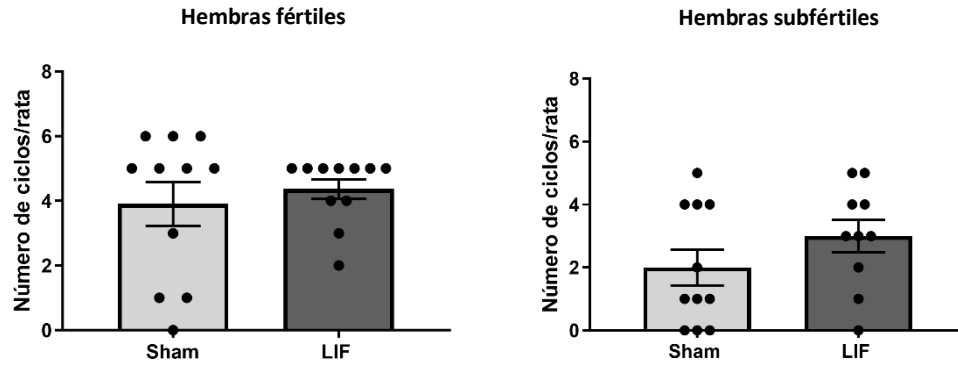 Hembras fértiles
Número de ciclos/rata
8
6
4
2
0
Sham LIF
Hembras subfértiles
Número de ciclos/rata
8
6
4
2
0
Sham LIF